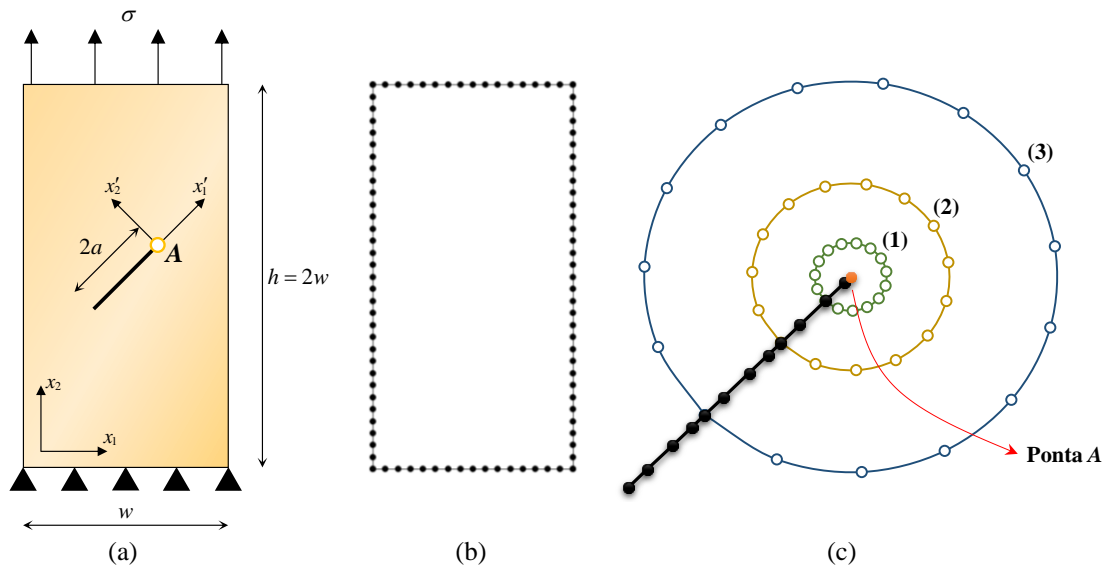 σ
x′₂
x′₁
2a
A
h = 2w
x₂
x₁
w
(a)
(b)
(1)
(2)
(3)
Ponta A
(c)